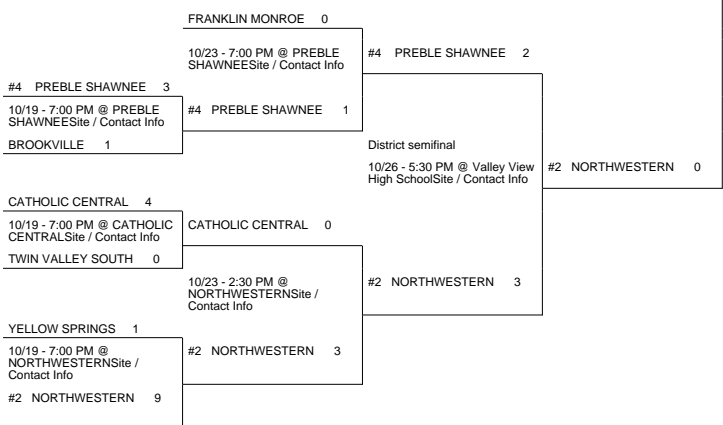 FRANKLIN MONROE 0
10/23 - 7:00 PM @ PREBLE
SHAWNEESite / Contact Info
#4 PREBLE SHAWNEE 2
#4 PREBLE SHAWNEE 3
10/19 - 7:00 PM @ PREBLE
SHAWNEESite / Contact Info
#4 PREBLE SHAWNEE 1
BROOKVILLE 1
District semifinal
10/26 - 5:30 PM @ Valley View
High SchoolSite / Contact Info
#2 NORTHWESTERN 0
CATHOLIC CENTRAL 4
10/19 - 7:00 PM @ CATHOLIC
CENTRALSite / Contact Info
CATHOLIC CENTRAL 0
TWIN VALLEY SOUTH 0
10/23 - 2:30 PM @
NORTHWESTERNSite /
Contact Info
#2 NORTHWESTERN 3
YELLOW SPRINGS 1
10/19 - 7:00 PM @
NORTHWESTERNSite /
Contact Info
#2 NORTHWESTERN 3
#2 NORTHWESTERN 9